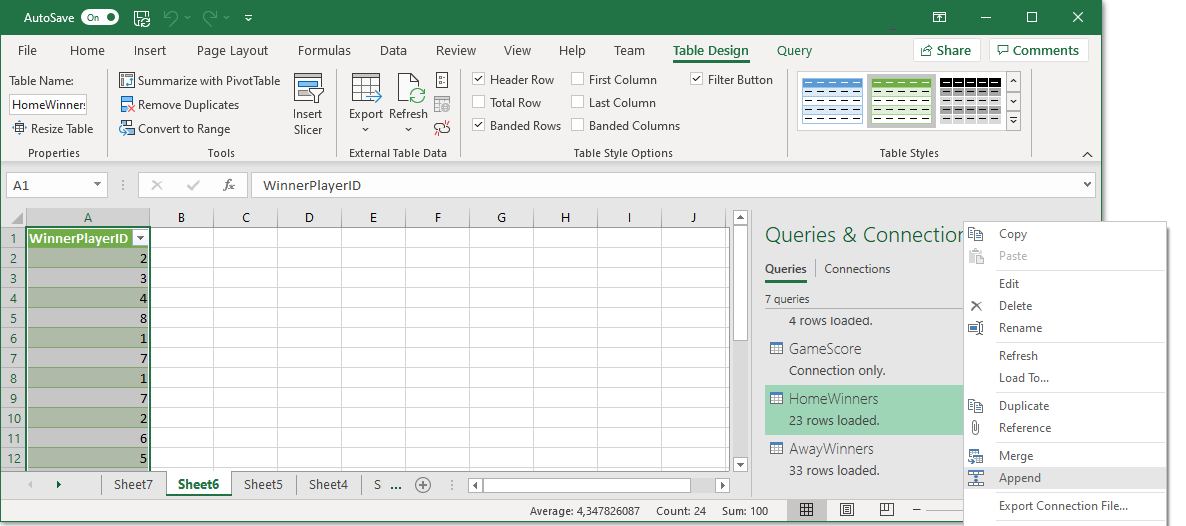 AutoSave On
File Home Insert Page Layout Formulas Data Review View Help Team Table Design Query Share Comments
Table Name:
HomeWinners
Resize Table
Properties
Summarize with PivotTable
Remove Duplicates
Convert to Range
Insert
Slicer
Tools
Export Refresh
External Table Data
Header Row First Column Filter Button
Total Row Last Column
Banded Rows Banded Columns
Table Style Options
Table Styles
A1 fx WinnerPlayerID
A B C D E F G H I J
1 WinnerPlayerID
2 2
3 3
4 4
5 8
6 1
7 7
8 1
9 7
10 2
11 6
12 5
Queries & Connection
Queries Connections
7 queries
4 rows loaded.
GameScore
Connection only.
HomeWinners
23 rows loaded.
AwayWinners
33 rows loaded.
Copy
Paste
Edit
Delete
Rename
Refresh
Load To...
Duplicate
Reference
Merge
Append
Export Connection File...
Sheet7 Sheet6 Sheet5 Sheet4 S ...
Average: 4,347826087 Count: 24 Sum: 100